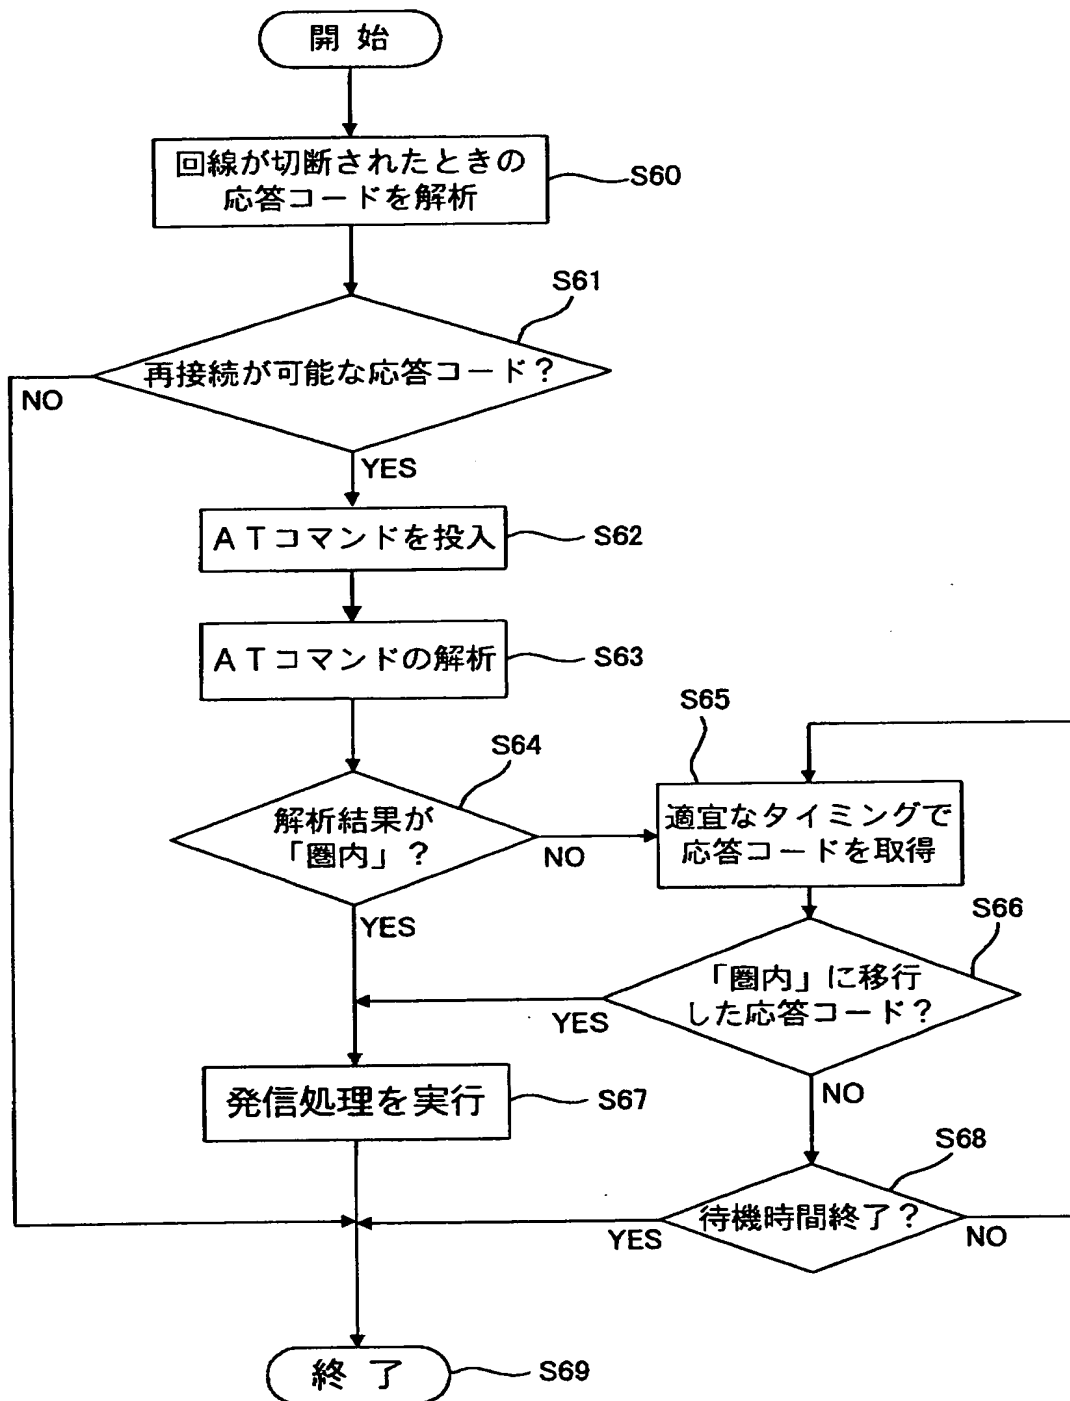 開 始
回線が切断されたときの
応答コードを解析
S60
S61
再接続が可能な応答コード？
NO
YES
ＡＴコマンドを投入
S62
ＡＴコマンドの解析
S63
S64
解析結果が
「圏内」？
NO
YES
S65
適宜なタイミングで
応答コードを取得
S66
「圏内」に移行
した応答コード？
YES
NO
発信処理を実行
S67
S68
待機時間終了？
YES
NO
終 了
S69